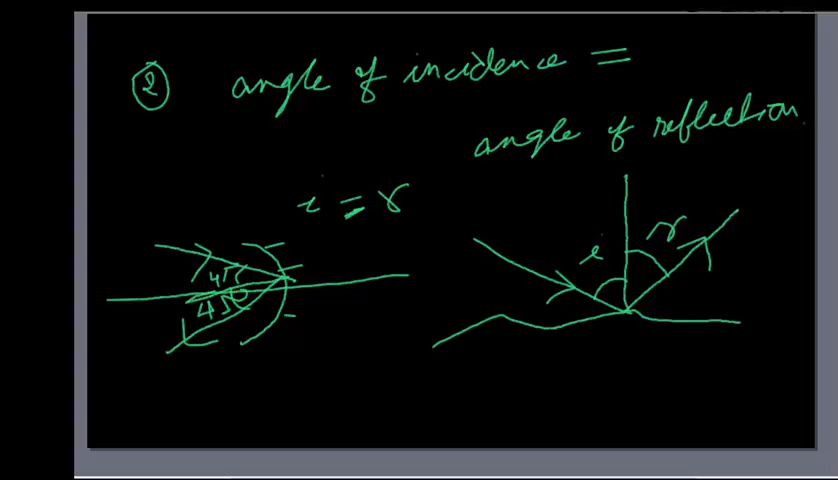 ② angle of incidence =
angle of reflection
i = r
i r
45
45°